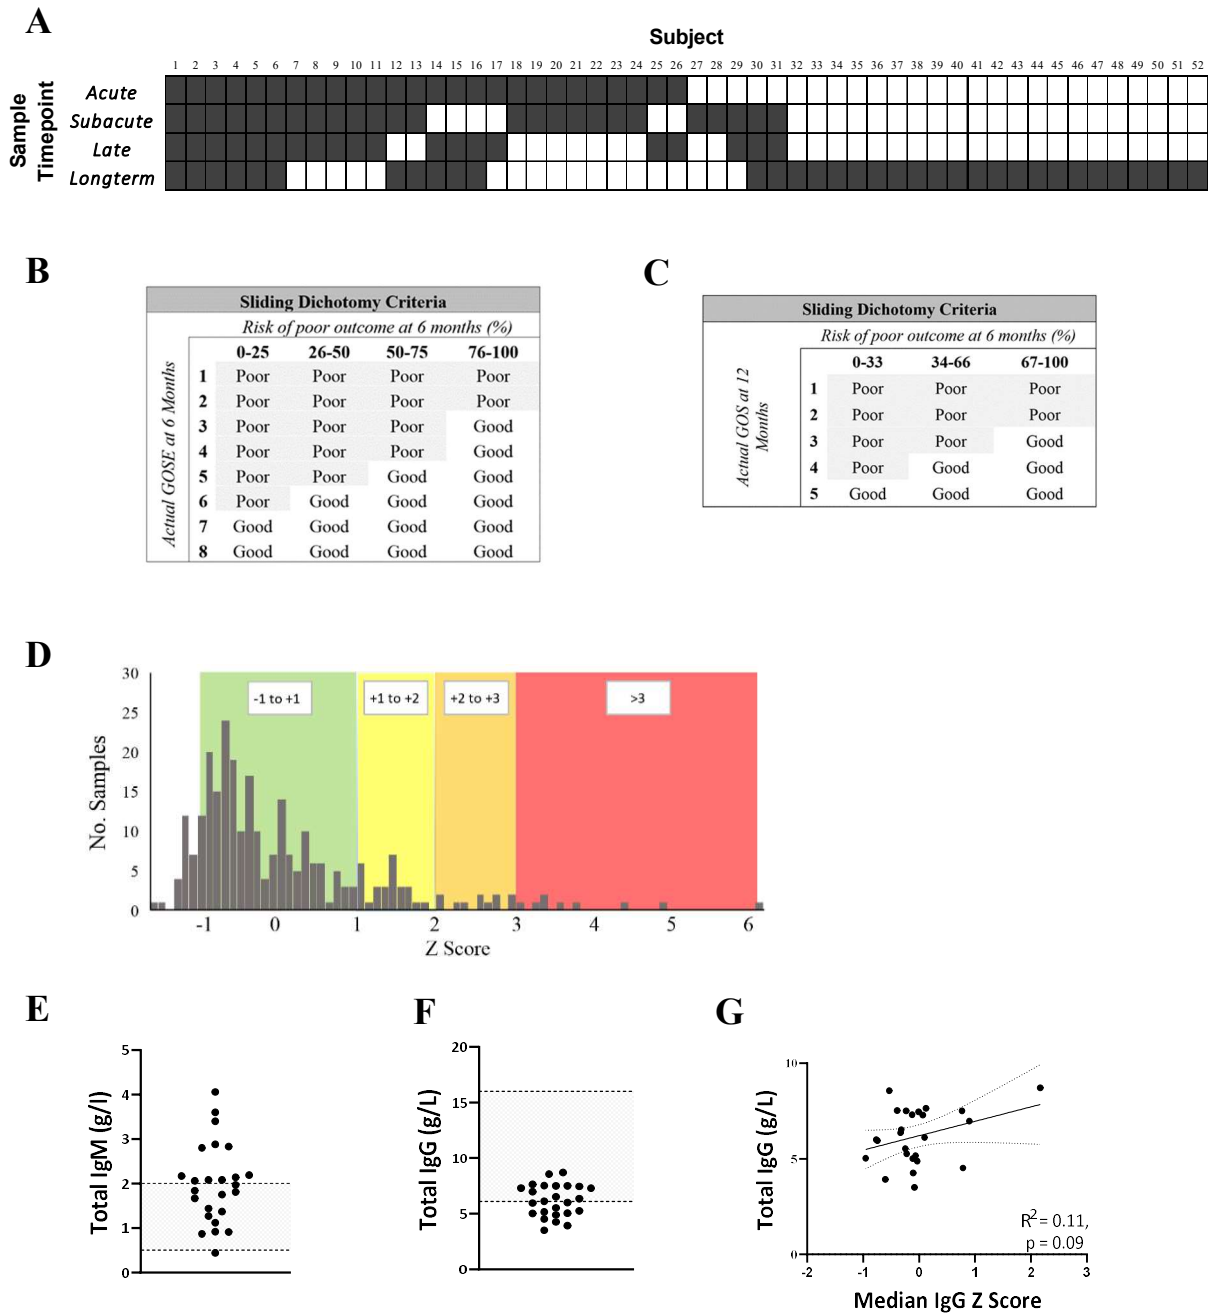 A
Subject
1 2 3 4 5 6 7 8 9 10 11 12 13 14 15 16 17 18 19 20 21 22 23 24 25 26 27 28 29 30 31 32 33 34 35 36 37 38 39 40 41 42 43 44 45 46 47 48 49 50 51 52
Sample
Timepoint
Acute
Subacute
Late
Longterm
B
Sliding Dichotomy Criteria
Risk of poor outcome at 6 months (%)
0-25 26-50 50-75 76-100
Actual GOSE at 6 Months
1 Poor Poor Poor Poor
2 Poor Poor Poor Poor
3 Poor Poor Poor Good
4 Poor Poor Poor Good
5 Poor Poor Good Good
6 Poor Good Good Good
7 Good Good Good Good
8 Good Good Good Good
C
Sliding Dichotomy Criteria
Risk of poor outcome at 6 months (%)
0-33 34-66 67-100
Actual GOS at 12
Months
1 Poor Poor Poor
2 Poor Poor Poor
3 Poor Poor Good
4 Poor Good Good
5 Good Good Good
D
No. Samples
30
25
20
15
10
5
0
-1 to +1
+1 to +2
+2 to +3
>3
-1 0 1 2 3 4 5 6
Z Score
E
Total IgM (g/l)
5
4
3
2
1
0
F
Total IgG (g/L)
20
15
10
5
0
G
Total IgG (g/L)
10
5
0
R2 = 0.11,
p = 0.09
-2 -1 0 1 2 3
Median IgG Z Score